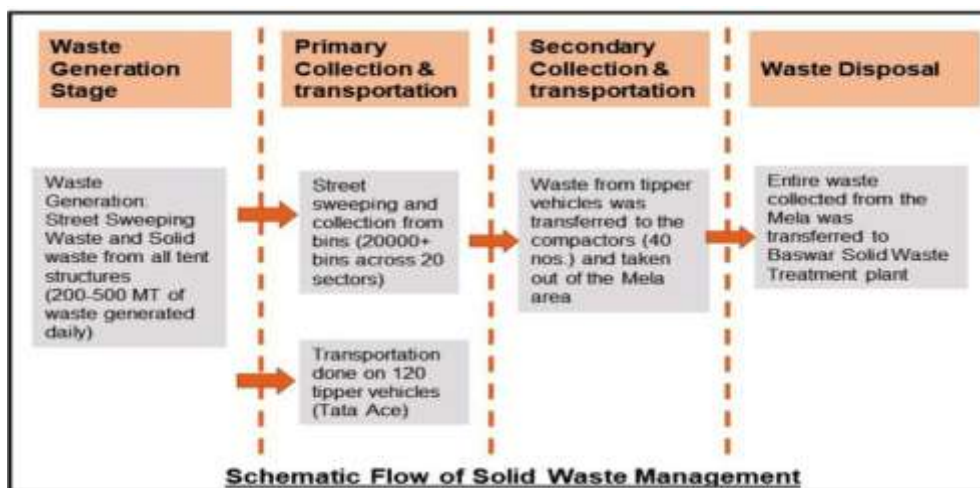 Waste
Generation
Stage
Primary
Collection &
transportation
Secondary
Collection &
transportation
Waste Disposal
Waste
Generation:
Street Sweeping
Waste and Solid
waste from all tent
structures
(200-500 MT of
waste generated
daily)
Street
sweeping and
collection from
bins (20000+
bins across 20
sectors)
Transportation
done on 120
tipper vehicles
(Tata Ace)
Waste from tipper
vehicles was
transferred to the
compactors (40
nos.) and taken
out of the Mela
area
Entire waste
collected from the
Mela was
transferred to
Baswar Solid Waste
Treatment plant
Schematic Flow of Solid Waste Management